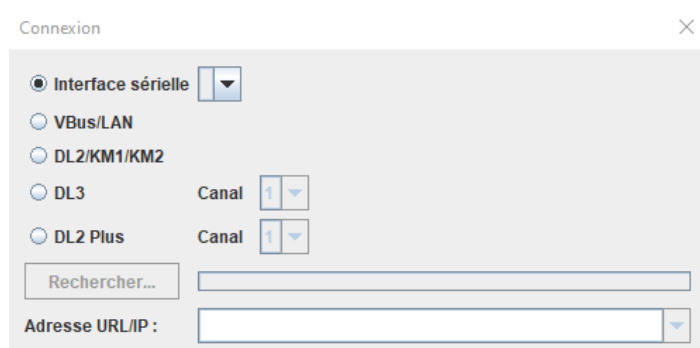 Connexion
Interface sérielle
VBus/LAN
DL2/KM1/KM2
DL3 Canal 1
DL2 Plus Canal 1
Rechercher...
Adresse URL/IP :